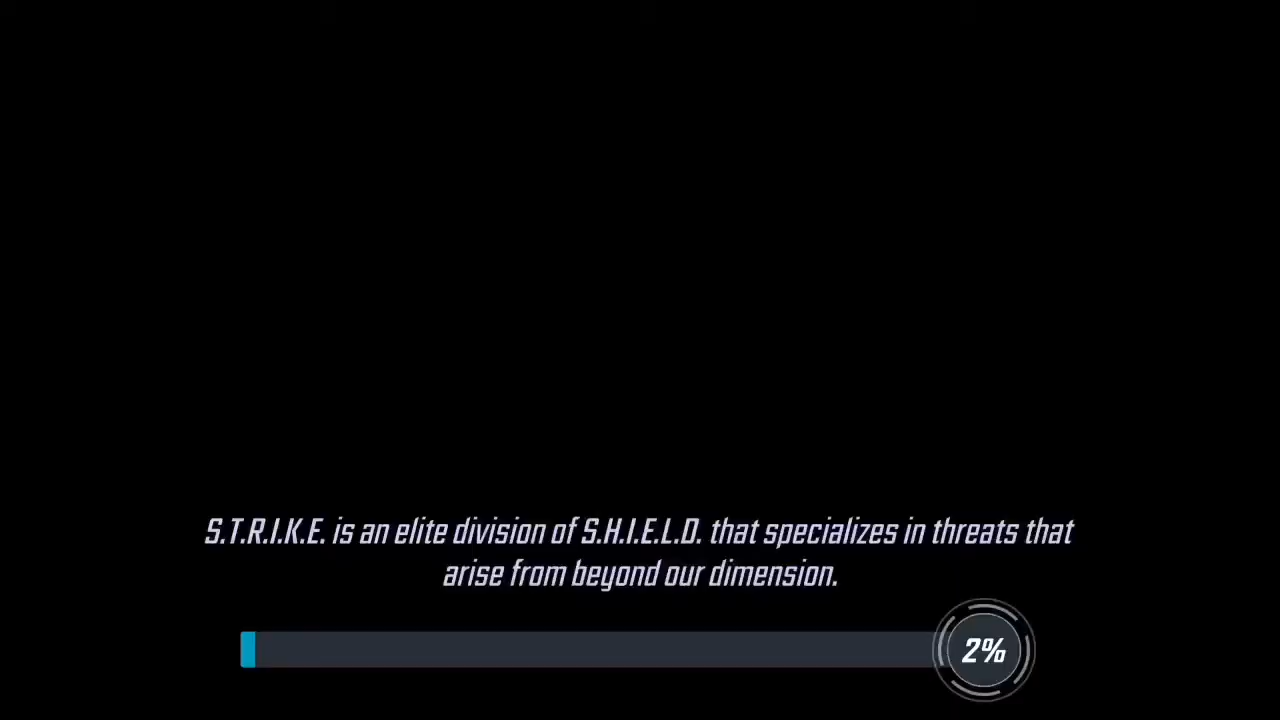 S.T.R.I.K.E. is an elite division of S.H.I.E.L.D. that specializes in threats that
arise from beyond our dimension.
2%